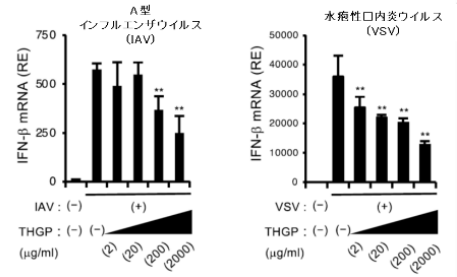 A型
インフルエンザウイルス
(IAV)
IFN-β mRNA (RE)
750
500
250
0
**
**
IAV : (−) (+)
THGP : (−) (−)
(μg/ml) (2) (20) (200) (2000)
水疱性口内炎ウイルス
(VSV)
IFN-β mRNA (RE)
50000
40000
30000
20000
10000
0
**
**
**
**
VSV : (−) (+)
THGP : (−) (−)
(μg/ml) (2) (20) (200) (2000)